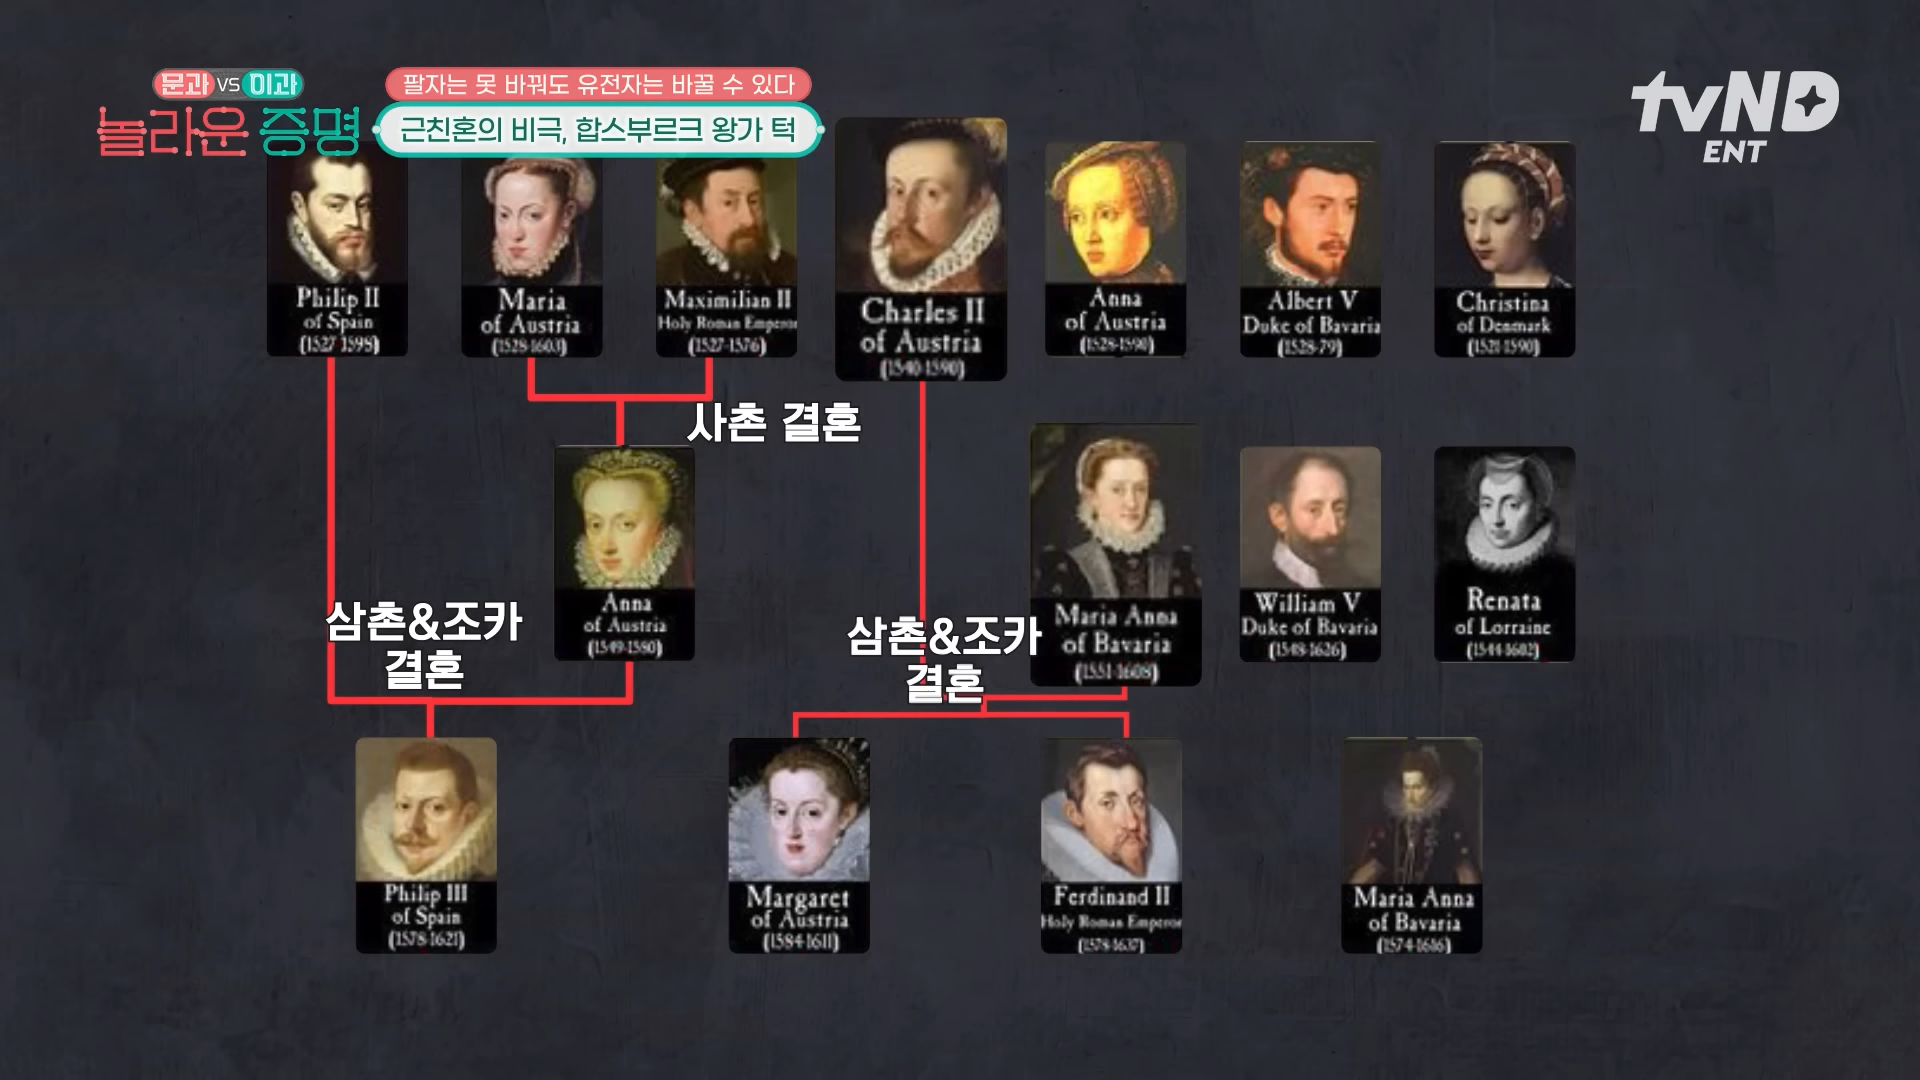 문과 VS 이과
놀라운 증명
팔자는 못 바꿔도 유전자는 바꿀 수 있다
근친혼의 비극, 합스부르크 왕가 턱
tvND
ENT
Philip II
of Spain
(1527-1598)
Maria
of Austria
(1528-1603)
Maximilian II
Holy Roman Emperor
(1527-1576)
Charles II
of Austria
(1540-1590)
Anna
of Austria
(1528-1590)
Albert V
Duke of Bavaria
(1528-79)
Christina
of Denmark
(1521-1590)
사촌 결혼
Anna
of Austria
(1549-1580)
Maria Anna
of Bavaria
(1551-1608)
William V
Duke of Bavaria
(1548-1626)
Renata
of Lorraine
(1544-1602)
삼촌&조카
결혼
삼촌&조카
결혼
Philip III
of Spain
(1578-1621)
Margaret
of Austria
(1584-1611)
Ferdinand II
Holy Roman Emperor
(1578-1637)
Maria Anna
of Bavaria
(1574-1616)